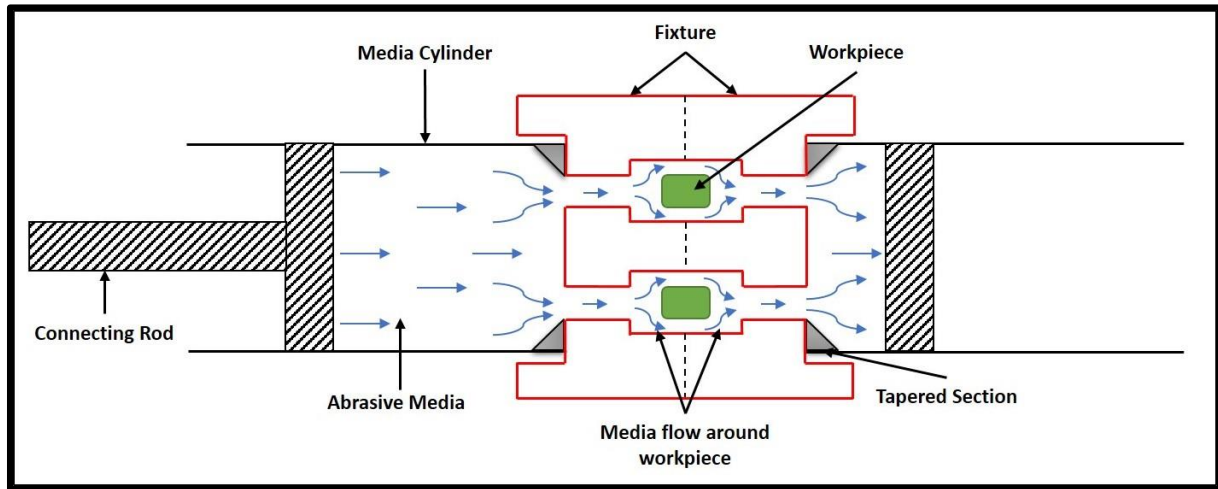 Fixture
Media Cylinder
Workpiece
Connecting Rod
Abrasive Media
Tapered Section
Media flow around
workpiece